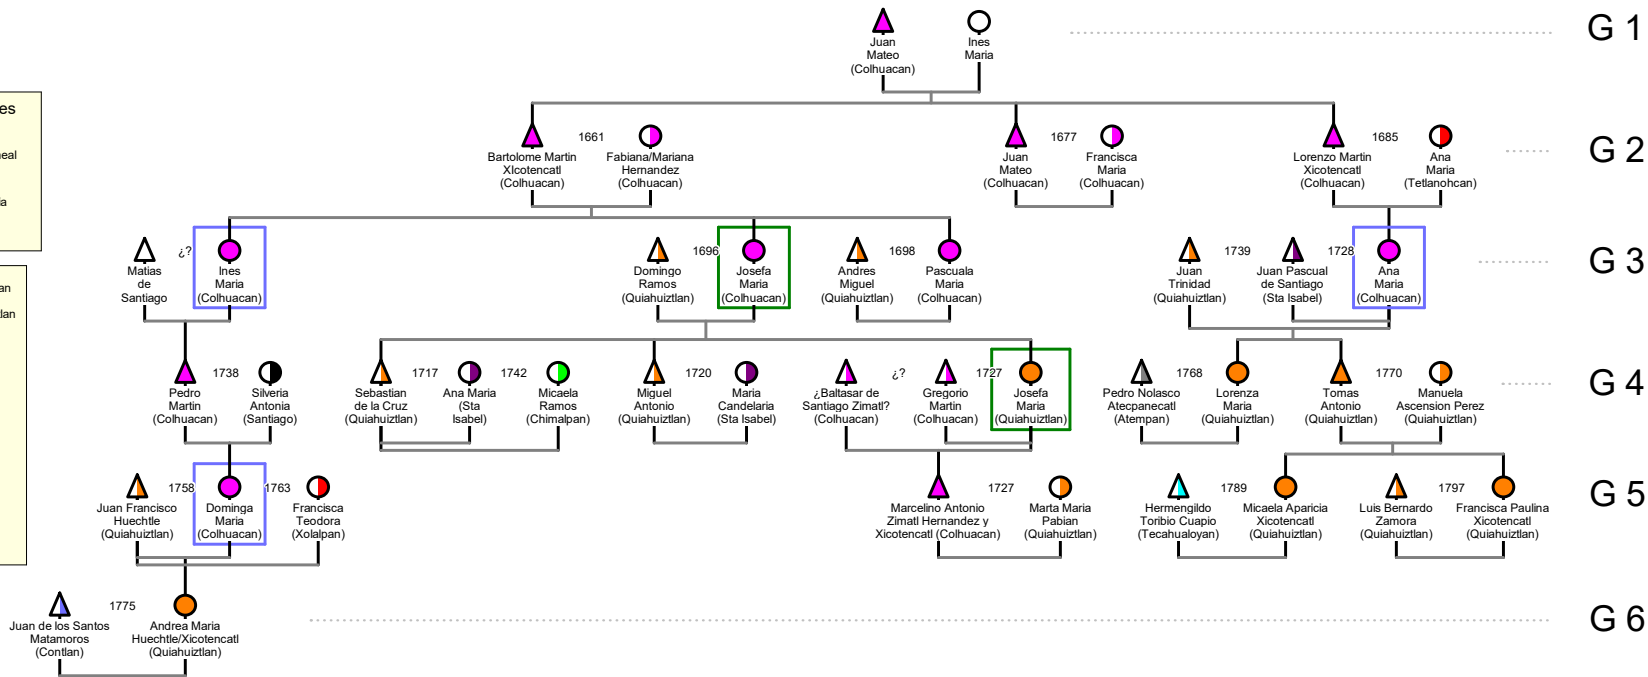 Juan
Mateo
(Colhuacan)
Ines
Maria
G 1
es
eal
ia
an
lan
Bartolome Martin
XIcotencatl
(Colhuacan)
1661
Fabiana/Mariana
Hernandez
(Colhuacan)
Juan
Mateo
(Colhuacan)
1677
Francisca
Maria
(Colhuacan)
Lorenzo Martin
Xicotencatl
(Colhuacan)
1685
Ana
Maria
(Tetlanohcan)
G 2
Matias
de
Santiago
¿?
Ines
Maria
(Colhuacan)
Domingo
Ramos
(Quiahuiztlan)
1696
Josefa
Maria
(Colhuacan)
Andres
Miguel
(Quiahuiztlan)
1698
Pascuala
Maria
(Colhuacan)
Juan
Trinidad
(Quiahuiztlan)
1739
Juan Pascual
de Santiago
(Sta Isabel)
1728
Ana
Maria
(Colhuacan)
G 3
Pedro
Martin
(Colhuacan)
1738
Silveria
Antonia
(Santiago)
Sebastian
de la Cruz
(Quiahuiztlan)
1717
Ana Maria
(Sta
Isabel)
1742
Micaela
Ramos
(Chimalpan)
Miguel
Antonio
(Quiahuiztlan)
1720
Maria
Candelaria
(Sta Isabel)
¿Baltasar de
Santiago Zimatl?
(Colhuacan)
¿?
Gregorio
Martin
(Colhuacan)
1727
Josefa
Maria
(Quiahuiztlan)
Pedro Nolasco
Atecpanecatl
(Atempan)
1768
Lorenza
Maria
(Quiahuiztlan)
Tomas
Antonio
(Quiahuiztlan)
1770
Manuela
Ascension Perez
(Quiahuiztlan)
G 4
Juan Francisco
Huechtle
(Quiahuiztlan)
1758
Dominga
Maria
(Colhuacan)
1763
Francisca
Teodora
(Xolalpan)
Marcelino Antonio
Zimatl Hernandez y
Xicotencatl (Colhuacan)
1727
Marta Maria
Pabian
(Quiahuiztlan)
Hermengildo
Toribio Cuapio
(Tecahualoyan)
1789
Micaela Aparicia
Xicotencatl
(Quiahuiztlan)
Luis Bernardo
Zamora
(Quiahuiztlan)
1797
Francisca Paulina
Xicotencatl
(Quiahuiztlan)
G 5
Juan de los Santos
Matamoros
(Contlan)
1775
Andrea Maria
Huechtle/Xicotencatl
(Quiahuiztlan)
G 6